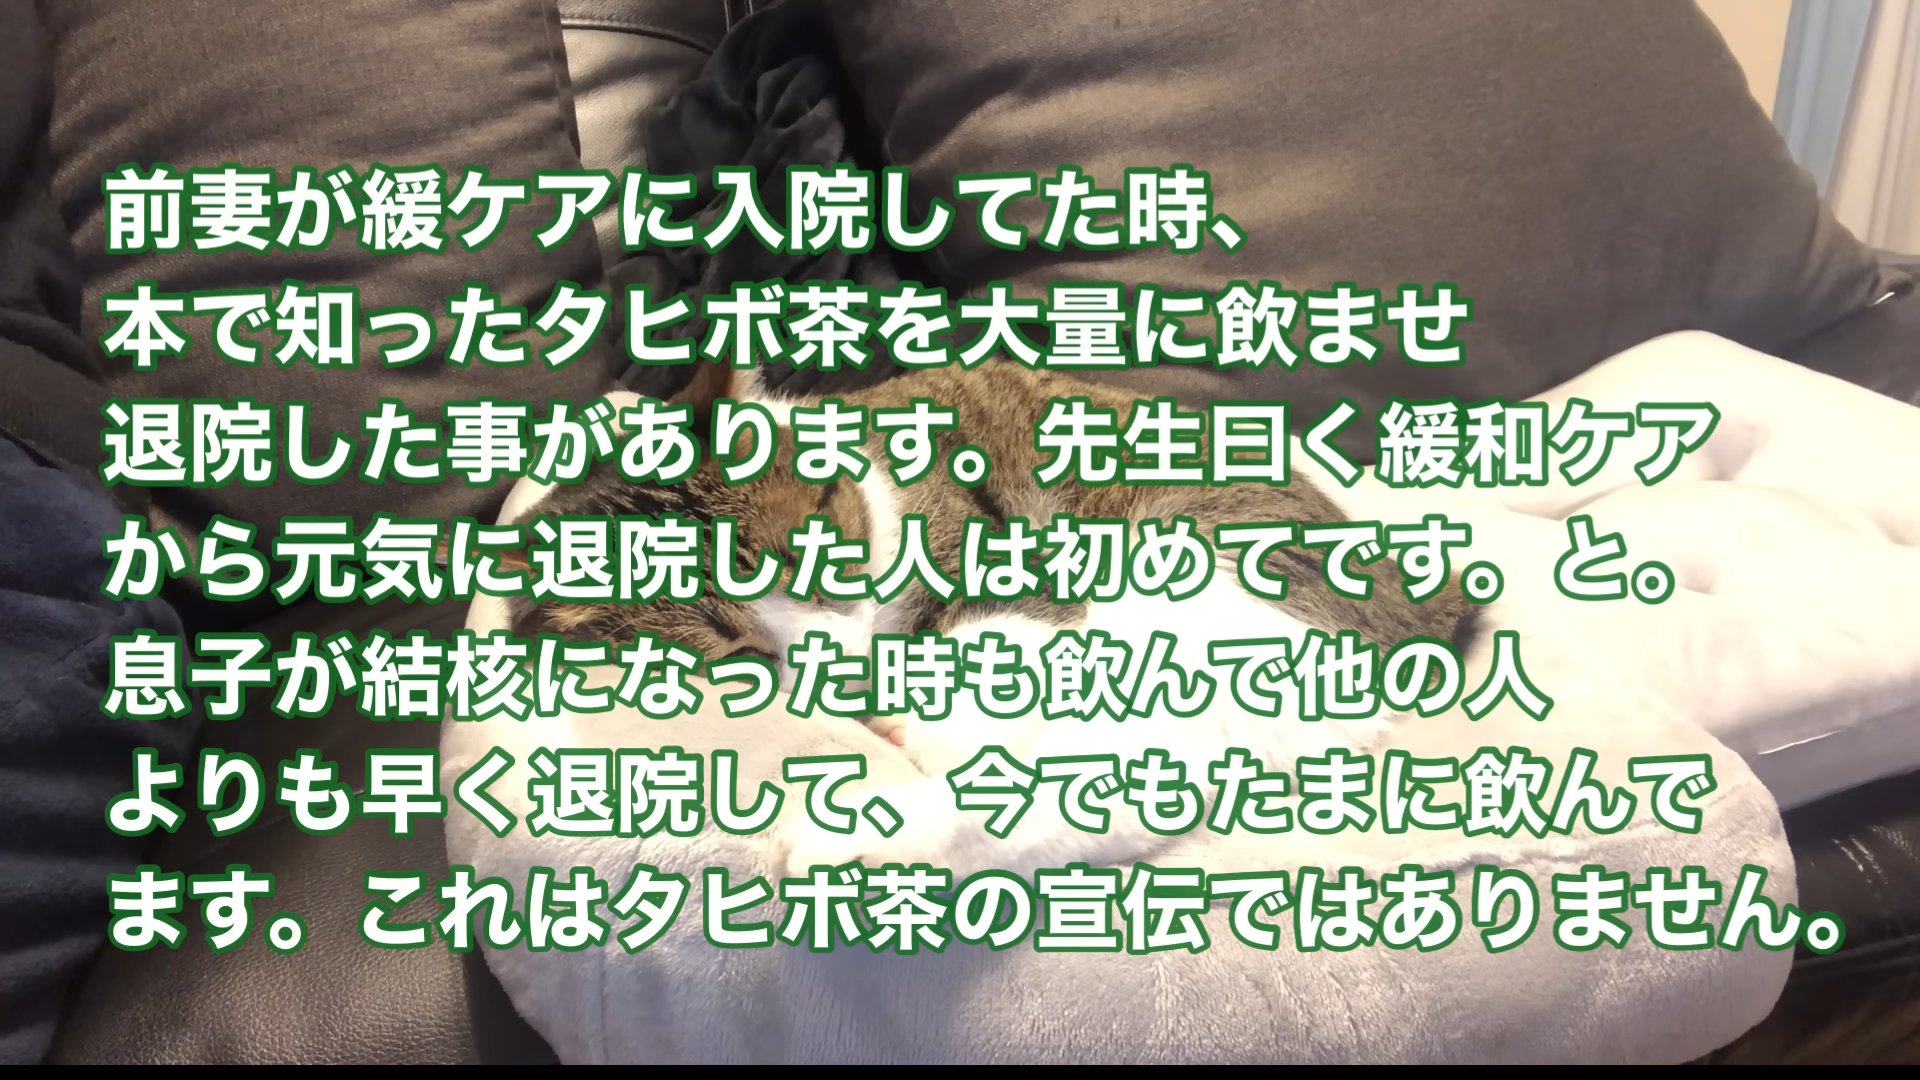 前妻が緩ケアに入院してた時、
本で知ったタヒボ茶を大量に飲ませ
退院した事があります。先生曰く緩和ケア
から元気に退院した人は初めてです。と。
息子が結核になった時も飲んで他の人
よりも早く退院して、今でもたまに飲んで
ます。これはタヒボ茶の宣伝ではありません。